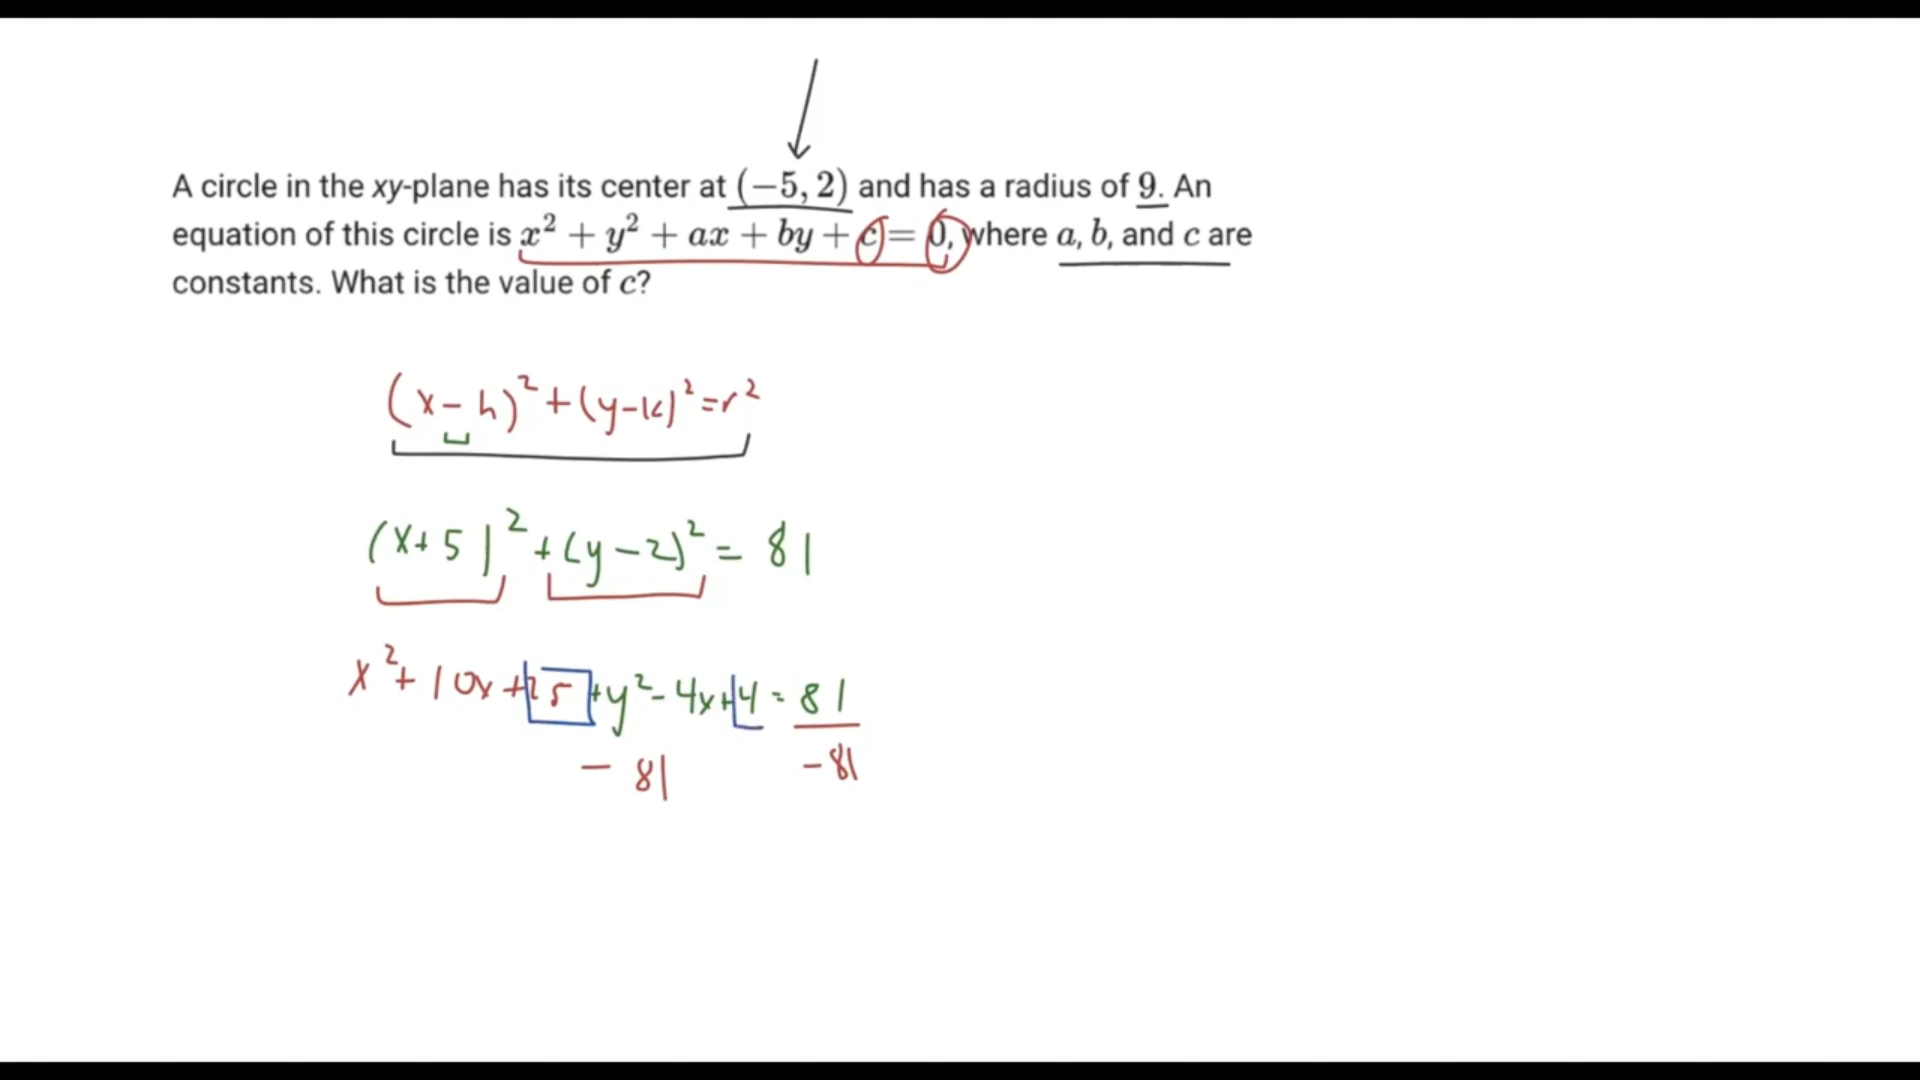 A circle in the xy-plane has its center at (−5, 2) and has a radius of 9. An
equation of this circle is x² + y² + ax + by + c = 0, where a, b, and c are
constants. What is the value of c?
(x − h)² + (y − k)² = r²
(x + 5)² + (y − 2)² = 81
x² + 10x + 25 + y² − 4x + 4 = 81
− 81 − 81